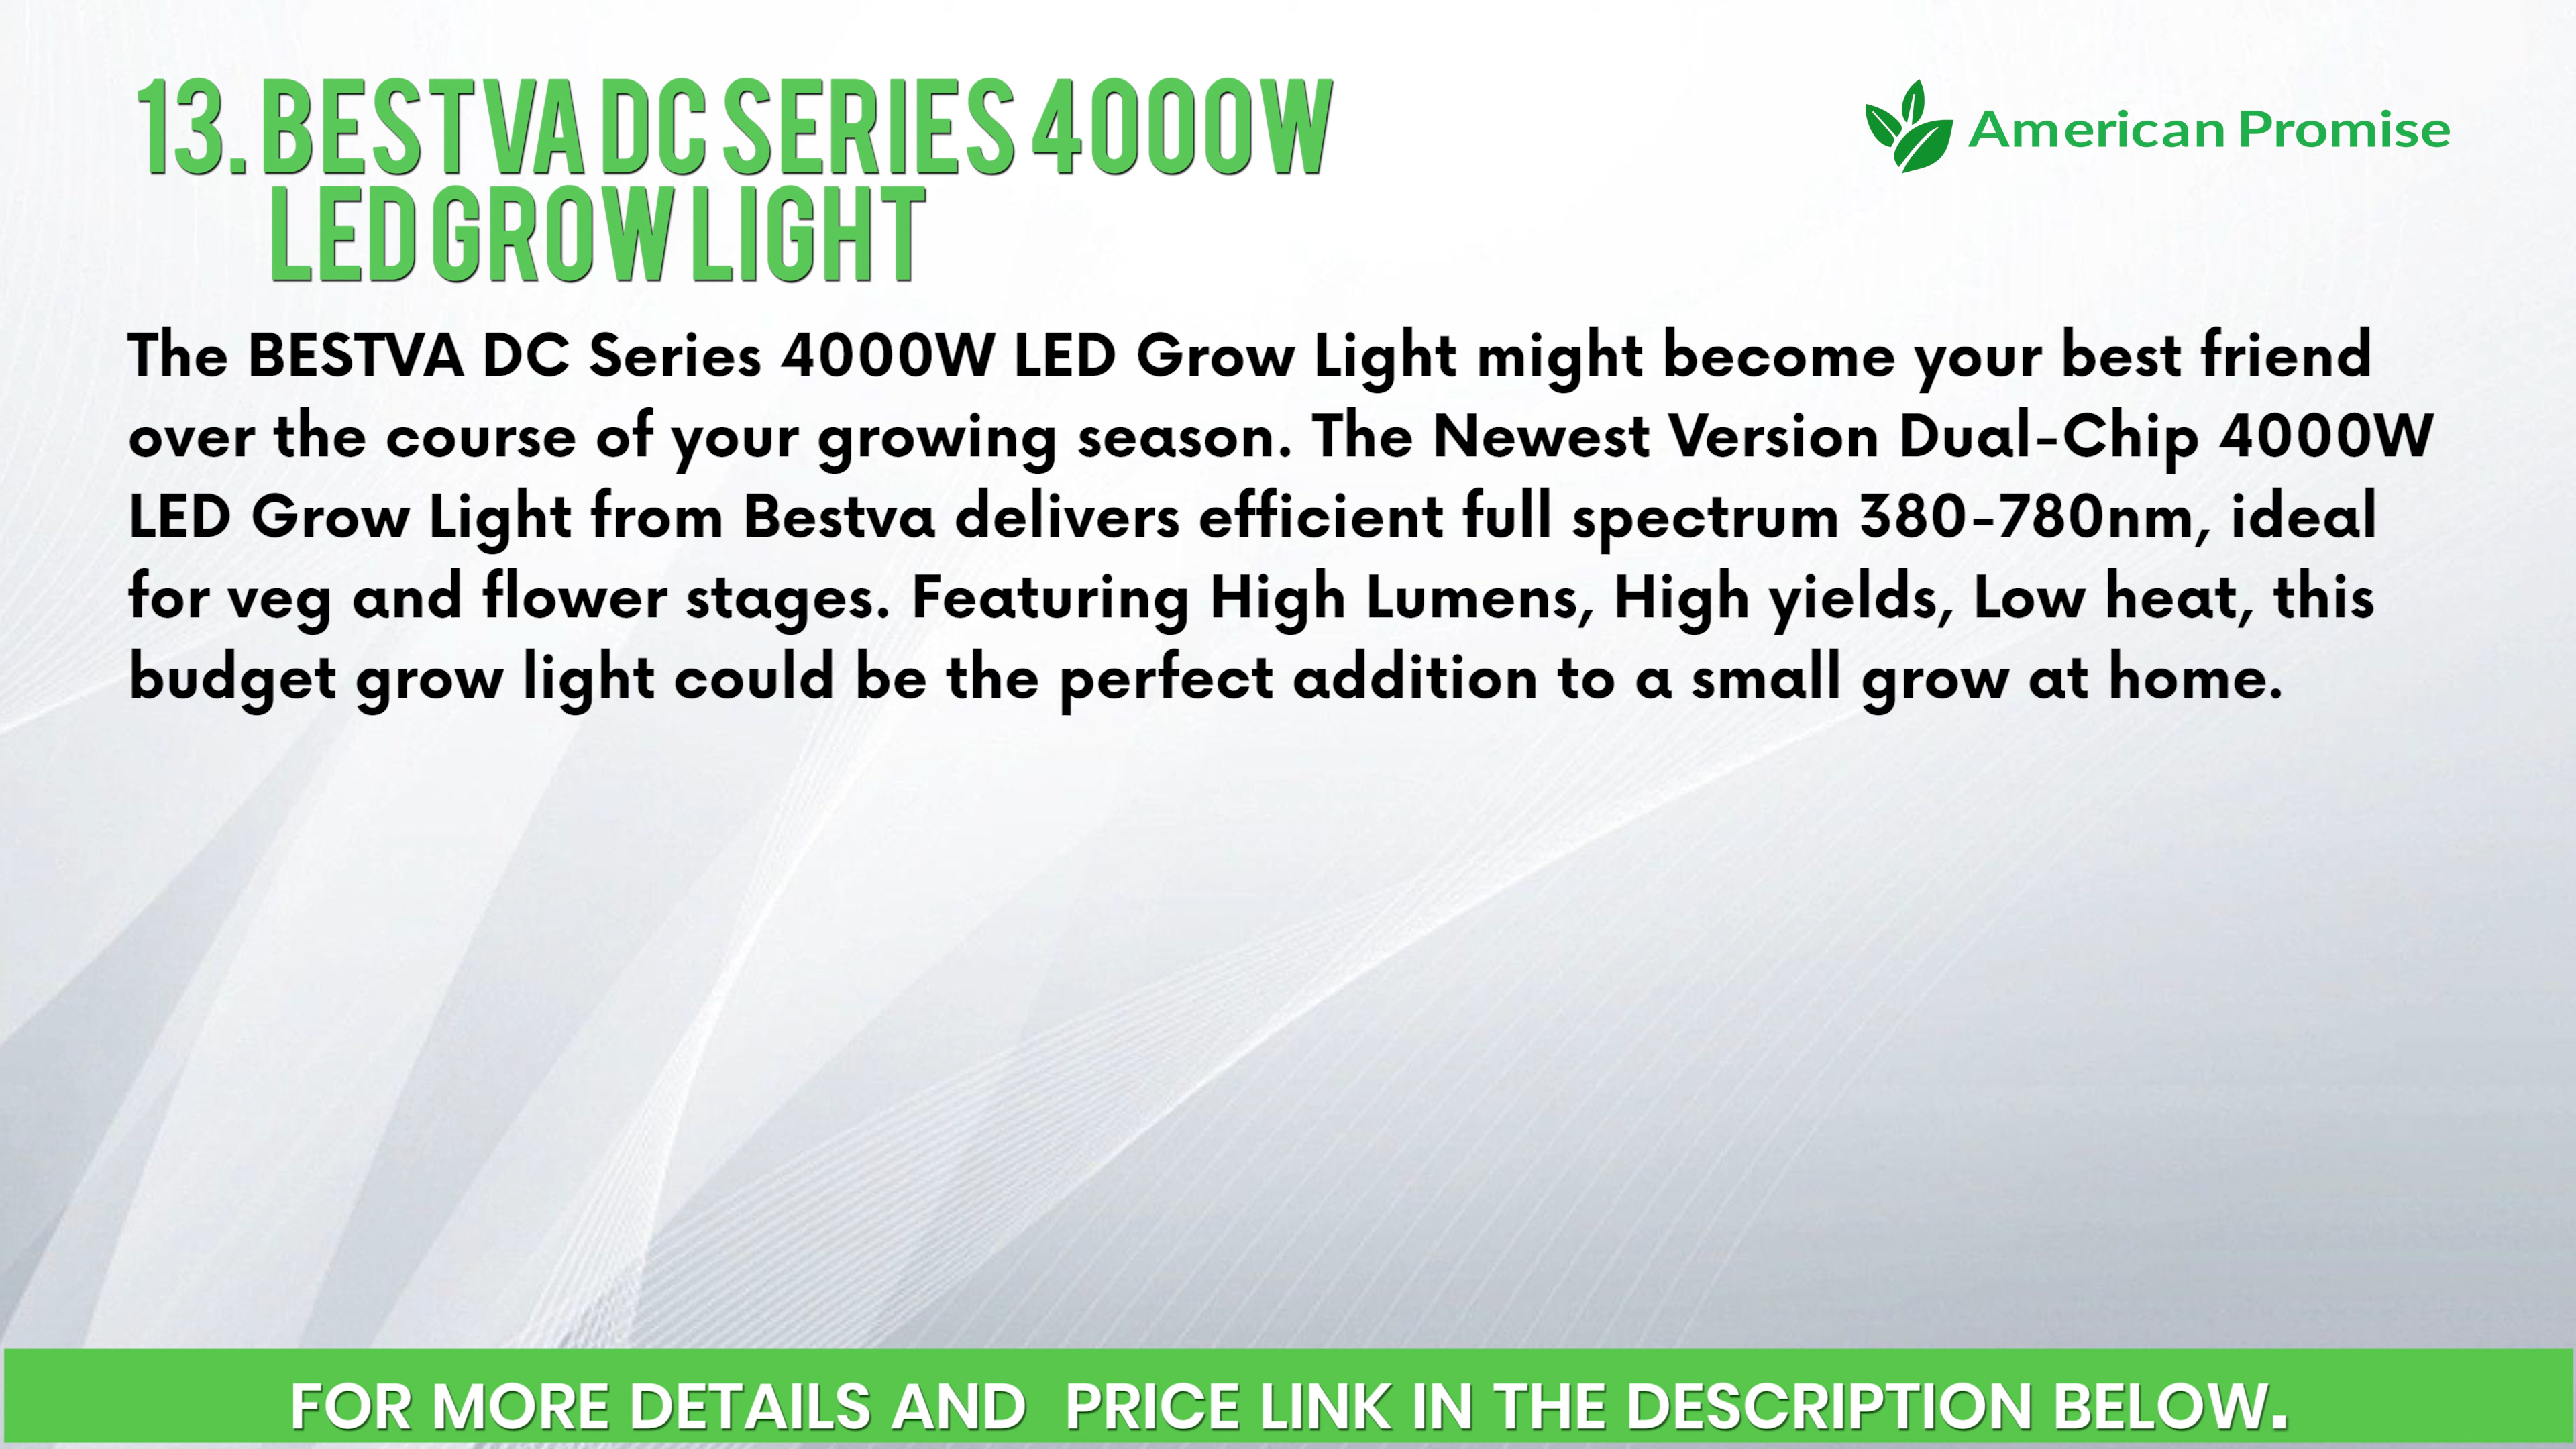 13. BESTVA DC SERIES 4000W
LED GROW LIGHT
American Promise
The BESTVA DC Series 4000W LED Grow Light might become your best friend
over the course of your growing season. The Newest Version Dual-Chip 4000W
LED Grow Light from Bestva delivers efficient full spectrum 380-780nm, ideal
for veg and flower stages. Featuring High Lumens, High yields, Low heat, this
budget grow light could be the perfect addition to a small grow at home.
FOR MORE DETAILS AND PRICE LINK IN THE DESCRIPTION BELOW.